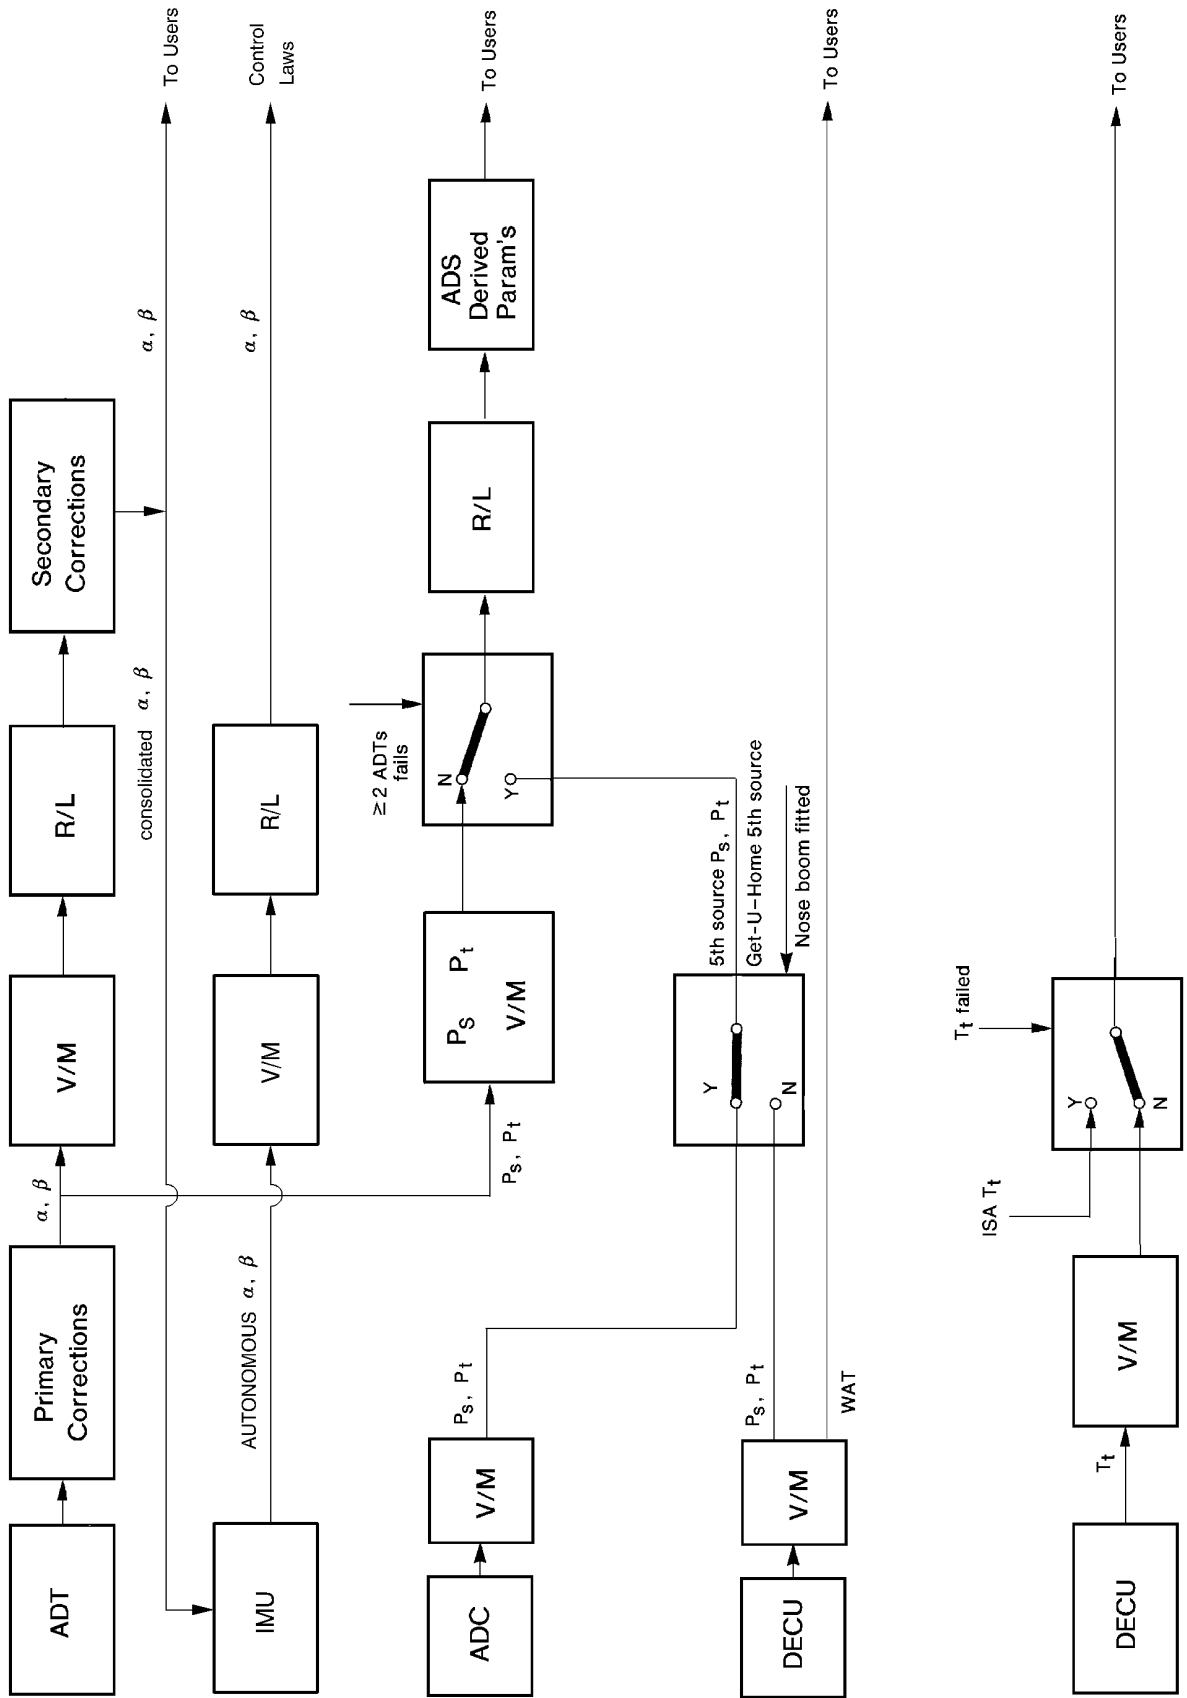 ADT
Primary
Corrections
α, β
V/M
R/L
Secondary
Corrections
consolidated α, β
α, β
To Users
IMU
AUTONOMOUS α, β
V/M
R/L
α, β
Control
Laws
ADC
V/M
Ps, Pt
Ps, Pt
Ps Pt
V/M
≥2 ADTs
fails
N
Y
R/L
ADS
Derived
Param's
To Users
DECU
V/M
Ps, Pt
WAT
Y
N
5th source Ps, Pt
Get-U-Home 5th source
Nose boom fitted
To Users
DECU
Tt
V/M
ISA Tt
Tt failed
Y
N
To Users